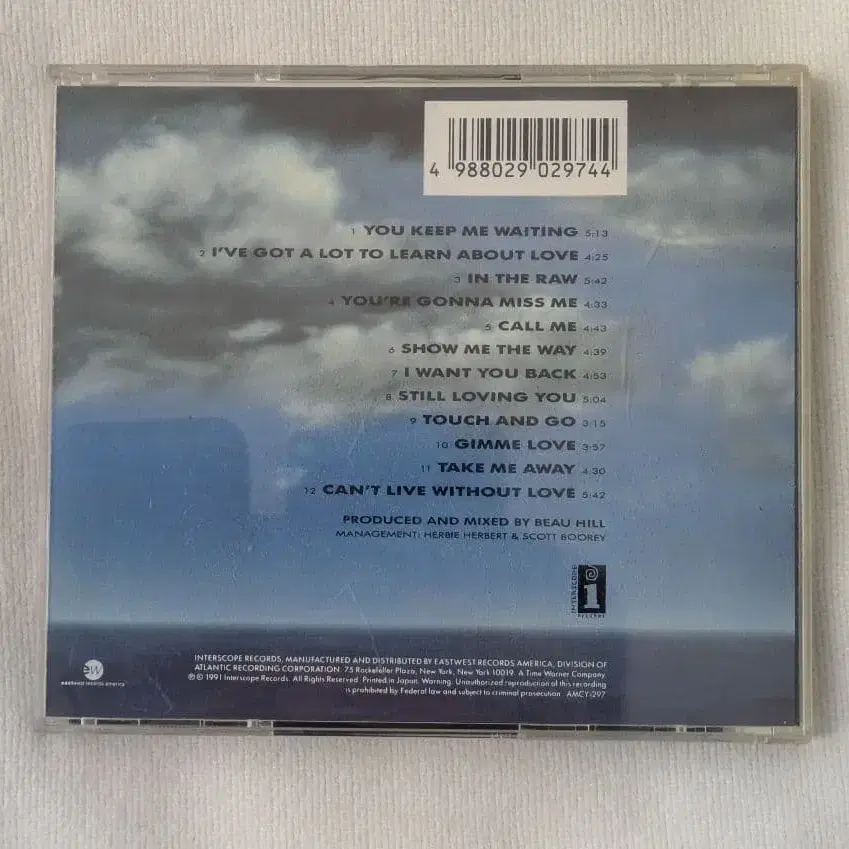 4 988029 029744
1 YOU KEEP ME WAITING 5:13
2 I'VE GOT A LOT TO LEARN ABOUT LOVE 4:25
3 IN THE RAW 5:42
4 YOU'RE GONNA MISS ME 4:33
5 CALL ME 4:43
6 SHOW ME THE WAY 4:39
7 I WANT YOU BACK 4:53
8 STILL LOVING YOU 5:04
9 TOUCH AND GO 3:15
10 GIMME LOVE 3:57
11 TAKE ME AWAY 4:30
12 CAN'T LIVE WITHOUT LOVE 5:42
PRODUCED AND MIXED BY BEAU HILL
MANAGEMENT: HERBIE HERBERT & SCOTT BOOREY
INTERSCOPE
i
RECORDS
ew
eastwest records america
INTERSCOPE RECORDS, MANUFACTURED AND DISTRIBUTED BY EASTWEST RECORDS AMERICA, DIVISION OF
ATLANTIC RECORDING CORPORATION. 75 Rockefeller Plaza, New York, New York 10019. A Time Warner Company
℗ © 1991 Interscope Records. All Rights Reserved. Printed in Japan. Warning: Unauthorized reproduction of this recording
is prohibited by Federal law and subject to criminal prosecution. AMCY-297